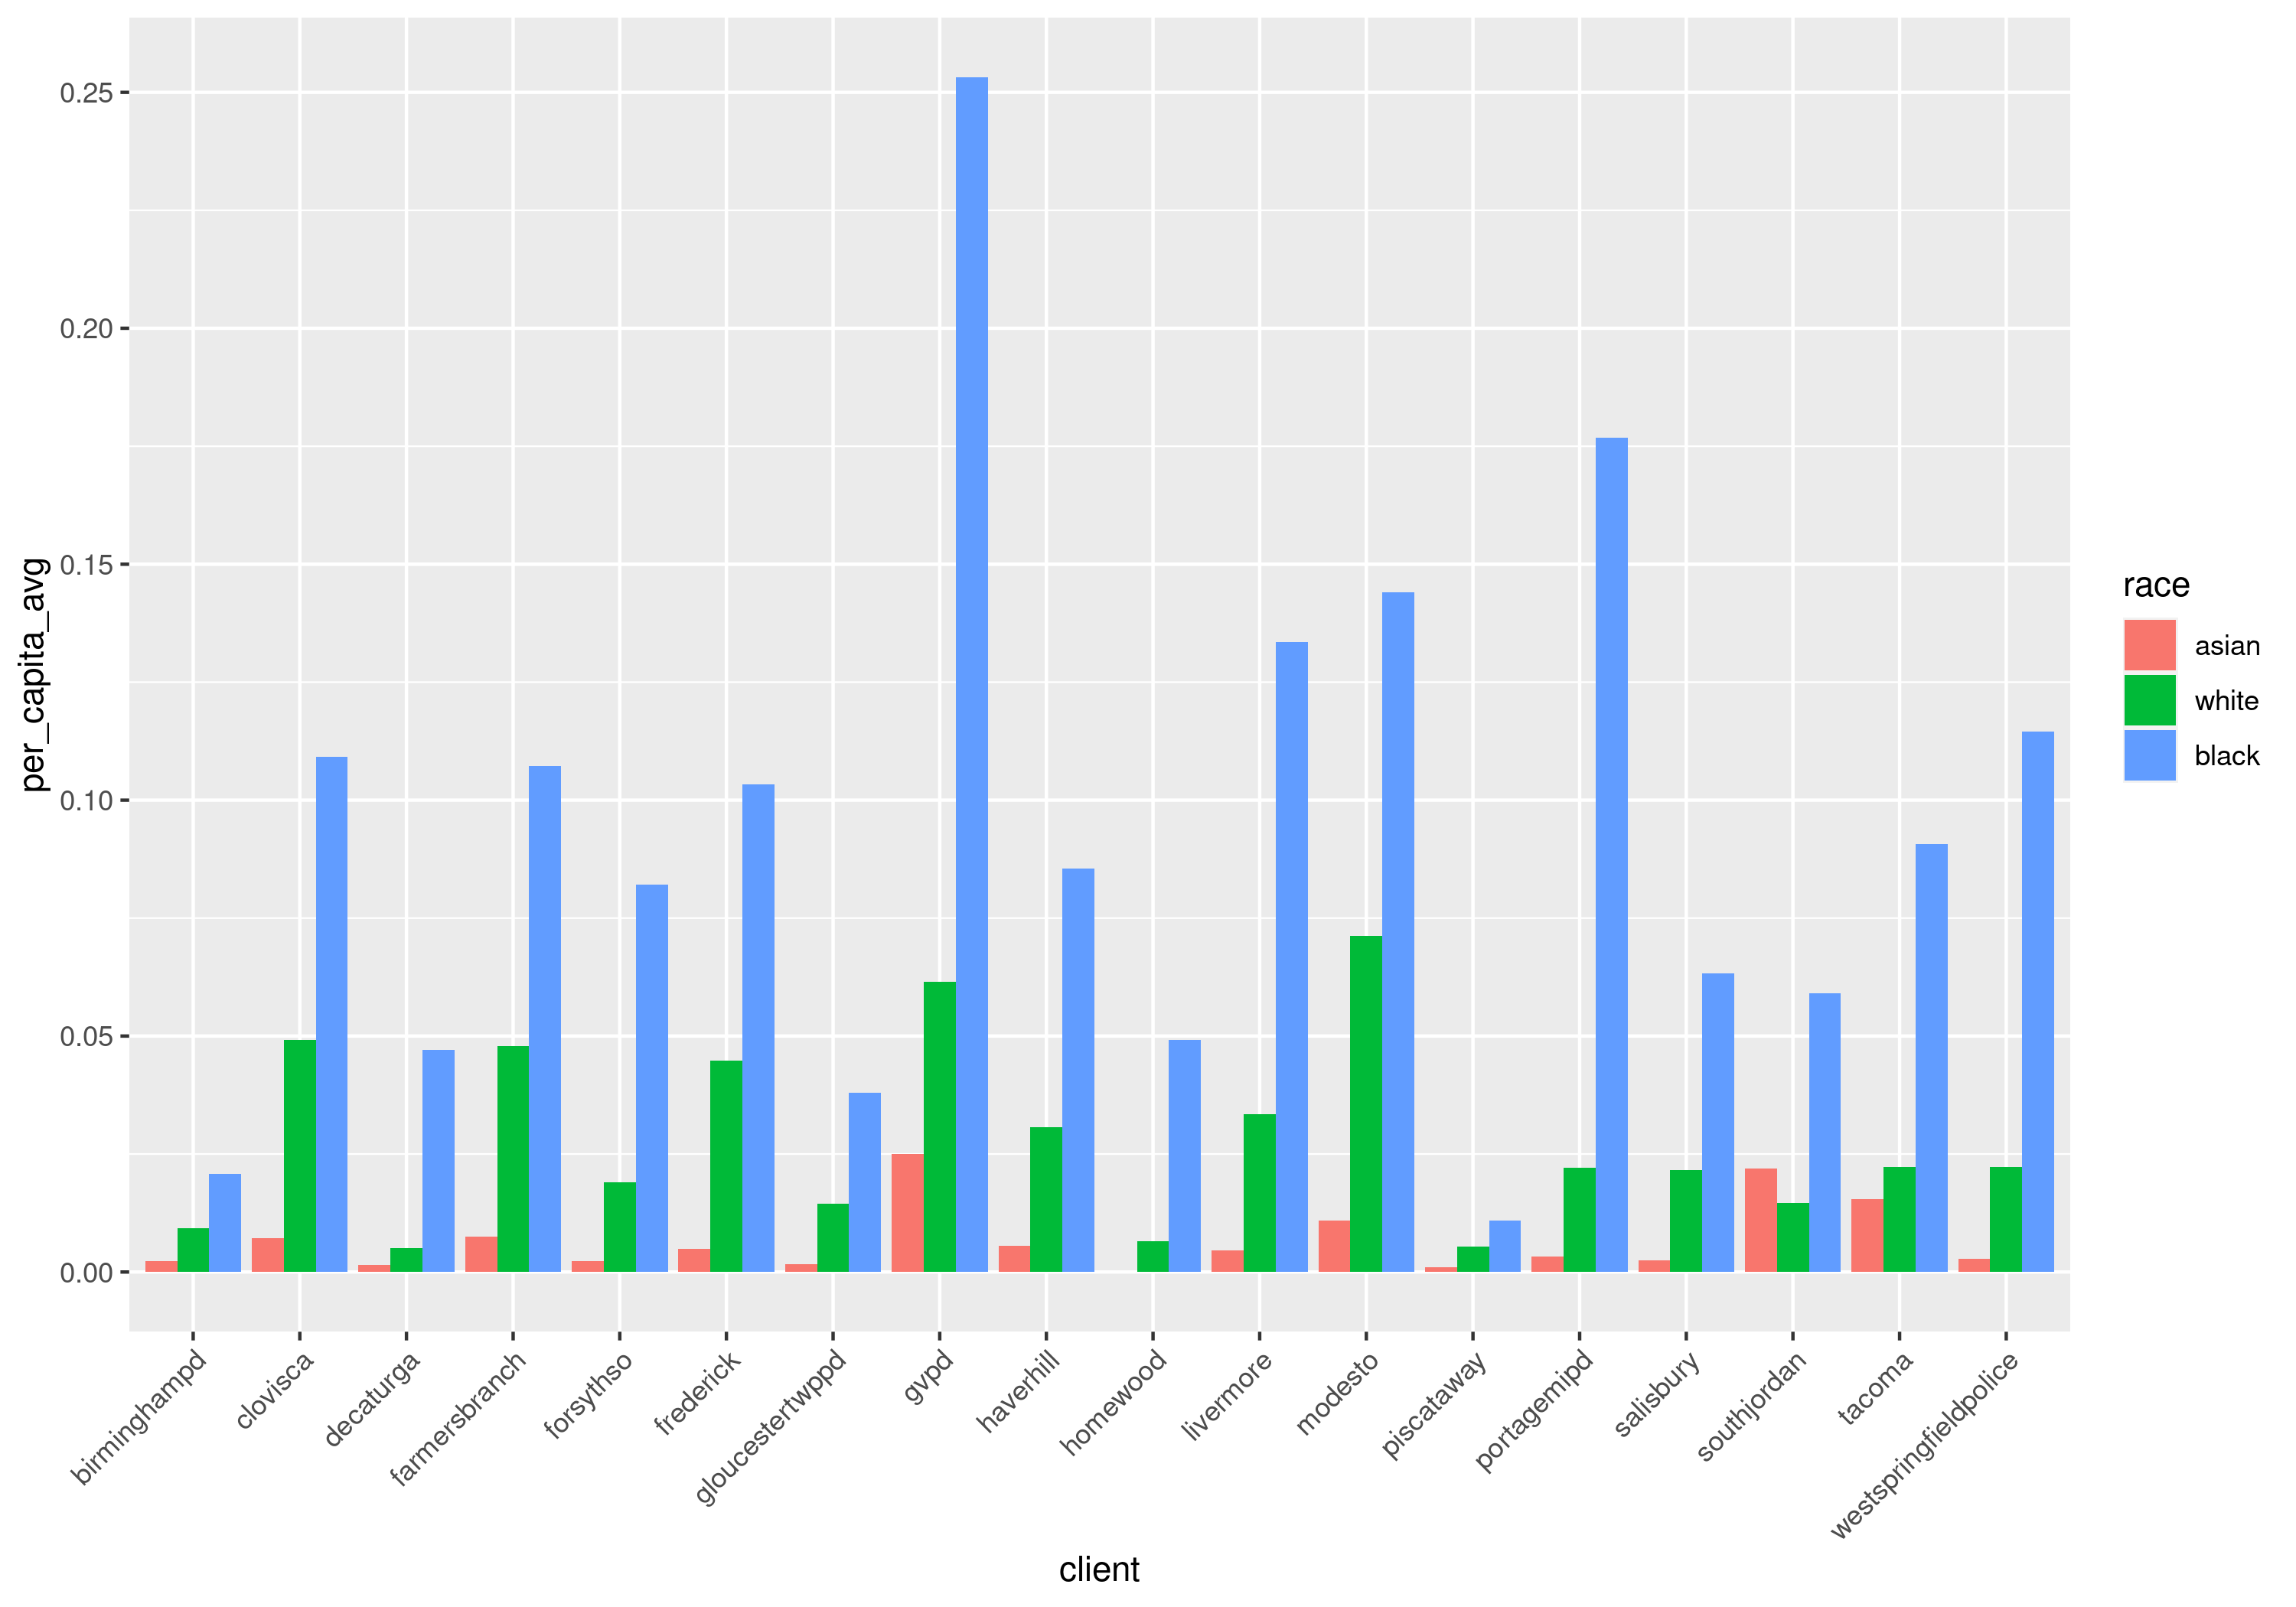 per_capita_avg
0.25
0.20
0.15
0.10
0.05
0.00
birminghampd
clovisca
decaturga
farmersbranch
forsythso
frederick
gloucestertwppd
gvpd
haverhill
homewood
livermore
modesto
piscataway
portagemipd
salisbury
southjordan
tacoma
westspringfieldpolice
client
race
asian
white
black